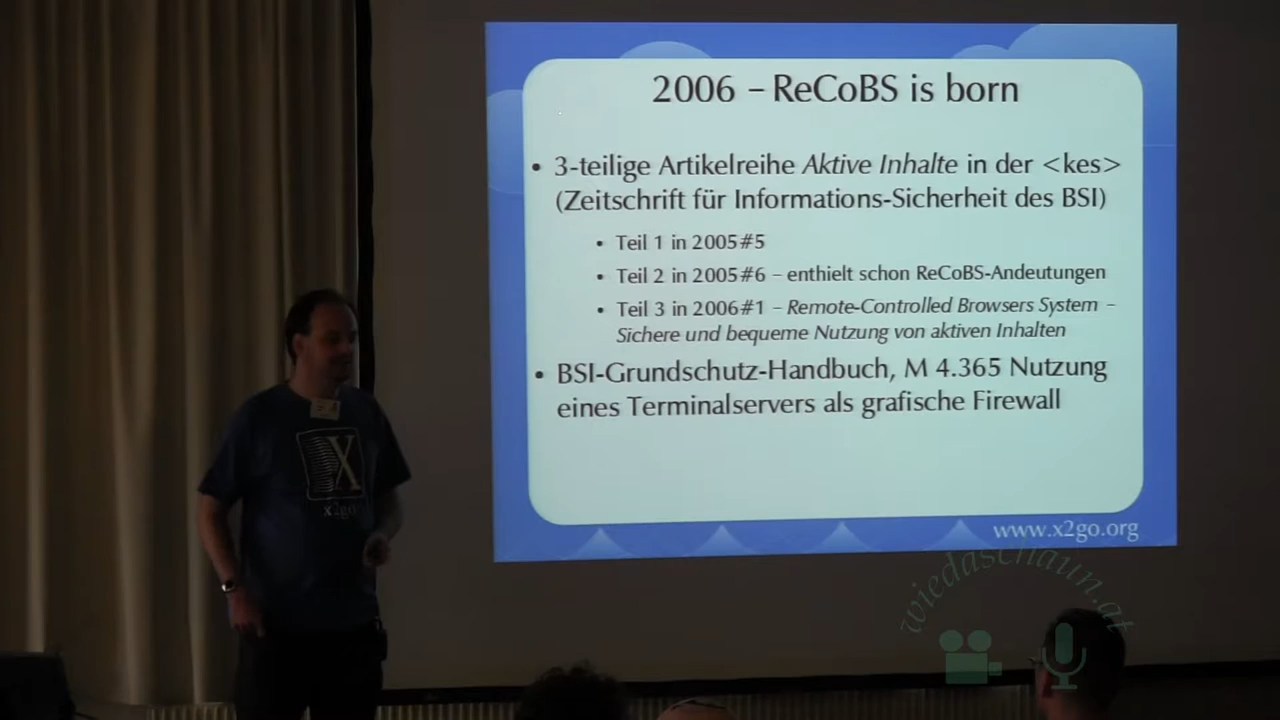 2006 – ReCoBS is born
• 3-teilige Artikelreihe Aktive Inhalte in der <kes>
(Zeitschrift für Informations-Sicherheit des BSI)
• Teil 1 in 2005#5
• Teil 2 in 2005#6 – enthielt schon ReCoBS-Andeutungen
• Teil 3 in 2006#1 – Remote-Controlled Browsers System –
Sichere und bequeme Nutzung von aktiven Inhalten
• BSI-Grundschutz-Handbuch, M 4.365 Nutzung
eines Terminalservers als grafische Firewall
www.x2go.org
X
x2go
wiedaschaun.at